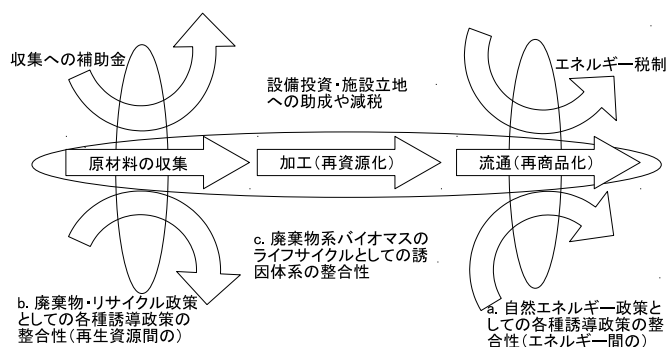 収集への補助金
エネルギー税制
設備投資・施設立地
への助成や減税
原材料の収集
加工(再資源化)
流通(再商品化)
c. 廃棄物系バイオマスの
ライフサイクルとしての誘
因体系の整合性
b. 廃棄物・リサイクル政策
としての各種誘導政策の
整合性(再生資源間の)
a. 自然エネルギー政策と
しての各種誘導政策の整
合性(エネルギー間の)